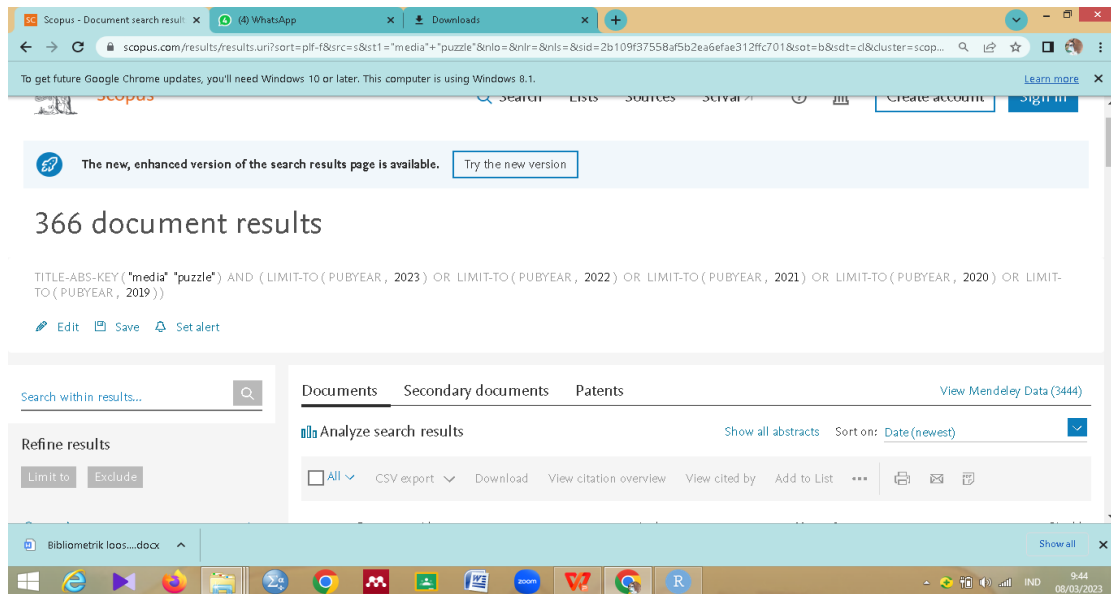 Scopus - Document search result
(4) WhatsApp
Downloads
scopus.com/results/results.uri?sort=plf-f&src=s&st1="media"+"puzzle"&nlo=&nlr=&nls=&sid=2b109f37558af5b2ea6efae312ffc701&sot=b&sdt=cl&cluster=scop...
To get future Google Chrome updates, you'll need Windows 10 or later. This computer is using Windows 8.1.
Learn more
Scopus
Search Lists Sources SciVal Create account Sign in
The new, enhanced version of the search results page is available.
Try the new version
366 document results
TITLE-ABS-KEY ( "media" "puzzle" ) AND ( LIMIT-TO ( PUBYEAR , 2023 ) OR LIMIT-TO ( PUBYEAR , 2022 ) OR LIMIT-TO ( PUBYEAR , 2021 ) OR LIMIT-TO ( PUBYEAR , 2020 ) OR LIMIT-
TO ( PUBYEAR , 2019 ) )
Edit Save Set alert
Search within results...
Documents Secondary documents Patents
View Mendeley Data (3444)
Analyze search results
Show all abstracts Sort on: Date (newest)
Refine results
Limit to Exclude
All CSV export Download View citation overview View cited by Add to List
Bibliometrik loos....docx
Show all
zoom
R
IND
9:44
08/03/2023